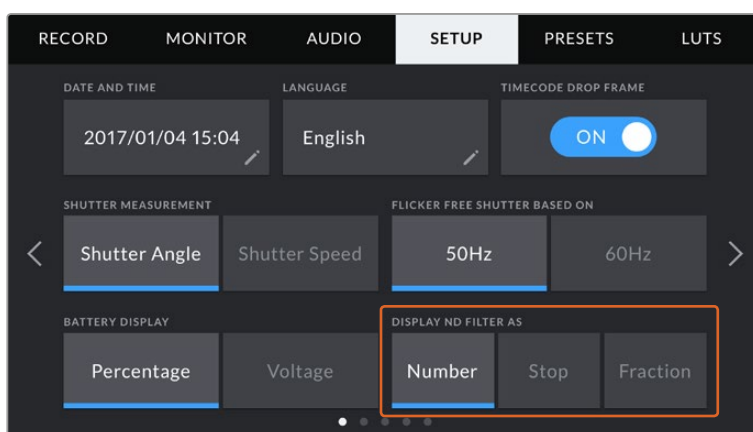 RECORD MONITOR AUDIO SETUP PRESETS LUTS
DATE AND TIME LANGUAGE TIMECODE DROP FRAME
2017/01/04 15:04 English ON
SHUTTER MEASUREMENT FLICKER FREE SHUTTER BASED ON
Shutter Angle Shutter Speed 50Hz 60Hz
BATTERY DISPLAY DISPLAY ND FILTER AS
Percentage Voltage Number Stop Fraction